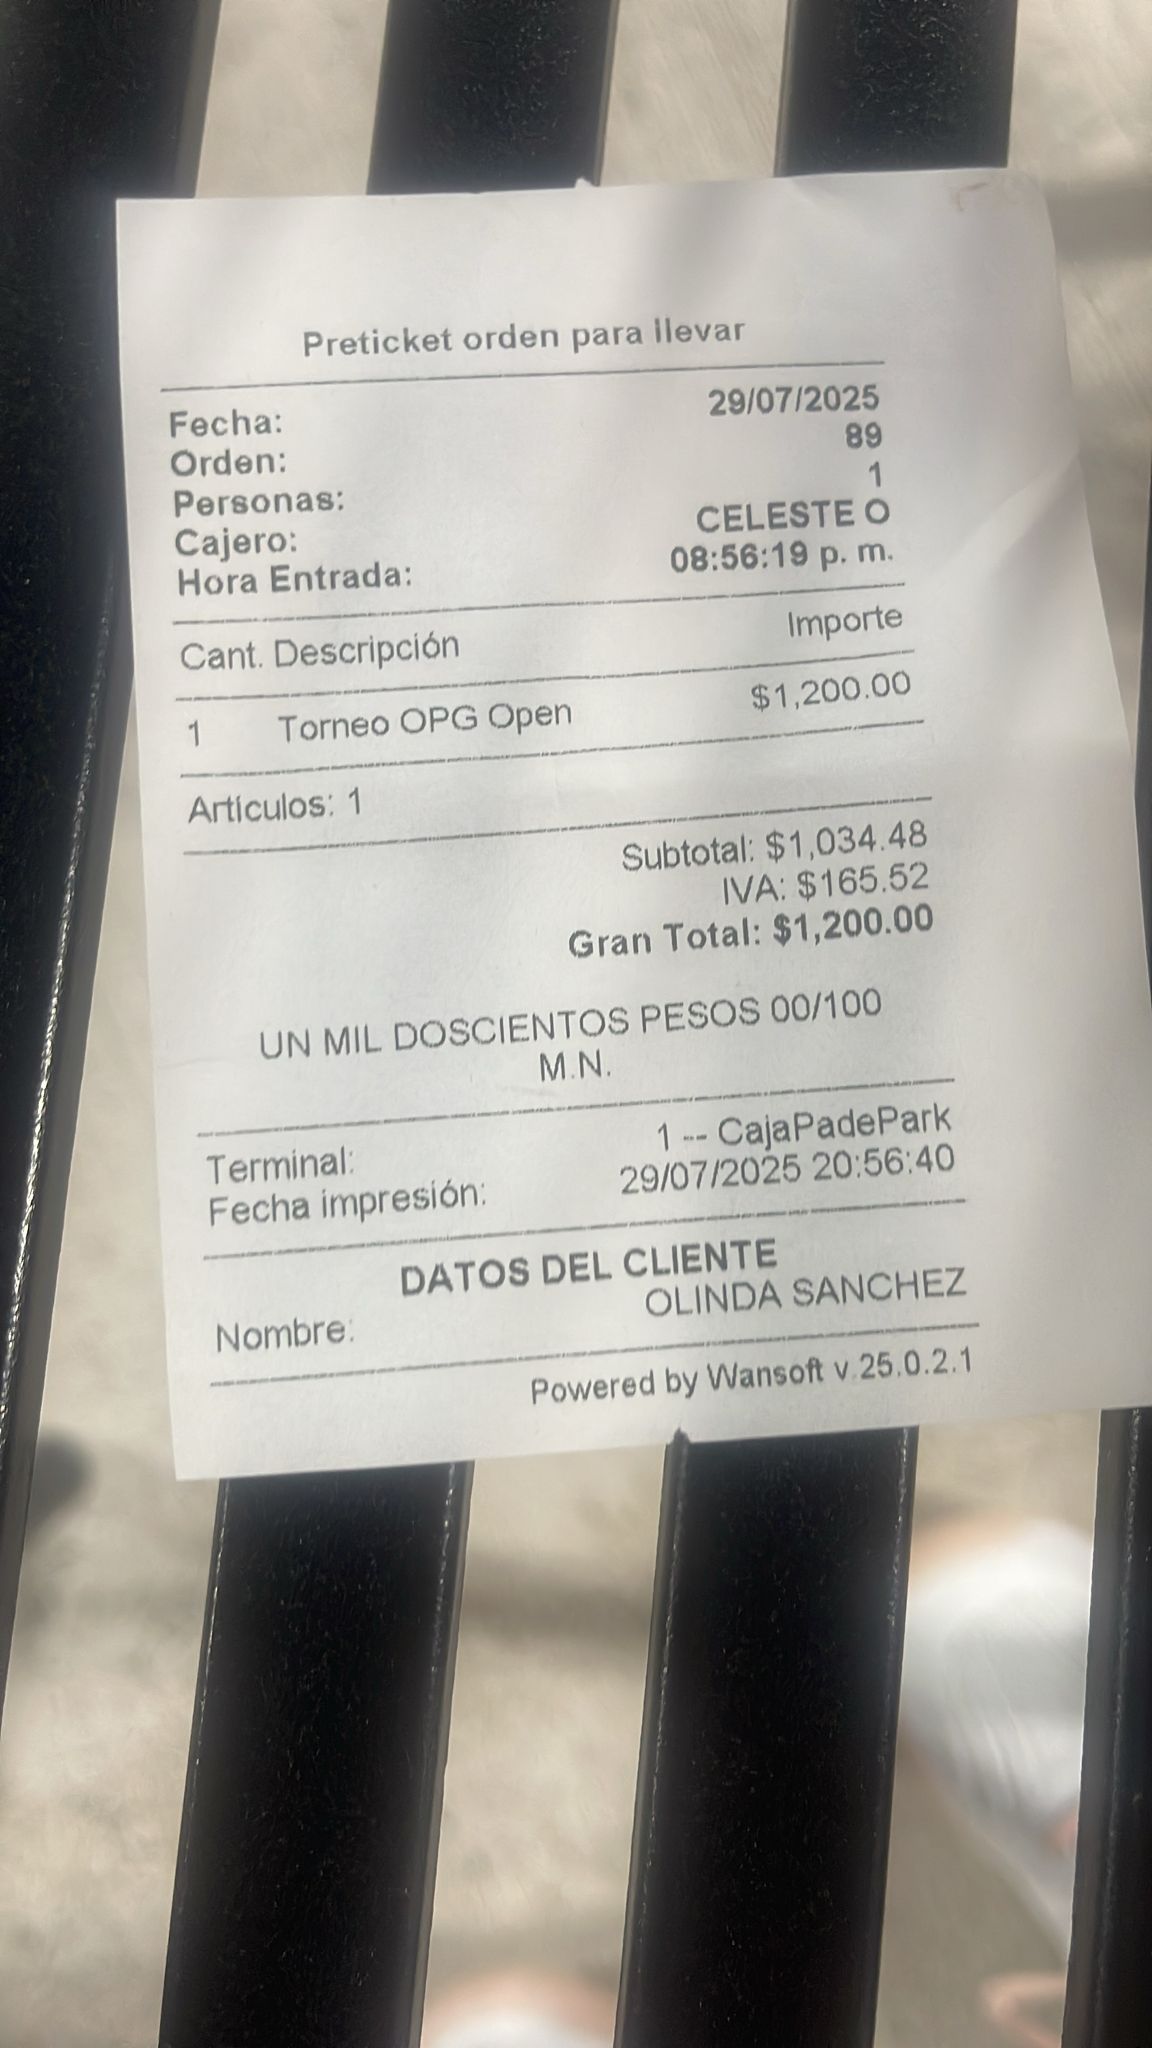 Preticket orden para llevar
Fecha: 29/07/2025
Orden: 89
Personas: 1
Cajero: CELESTE O
Hora Entrada: 08:56:19 p. m.
Cant. Descripción Importe
1 Torneo OPG Open $1,200.00
Artículos: 1
Subtotal: $1,034.48
IVA: $165.52
Gran Total: $1,200.00
UN MIL DOSCIENTOS PESOS 00/100
M.N.
Terminal: 1 -- CajaPadePark
Fecha impresión: 29/07/2025 20:56:40
DATOS DEL CLIENTE
Nombre: OLINDA SANCHEZ
Powered by Wansoft v.25.0.2.1